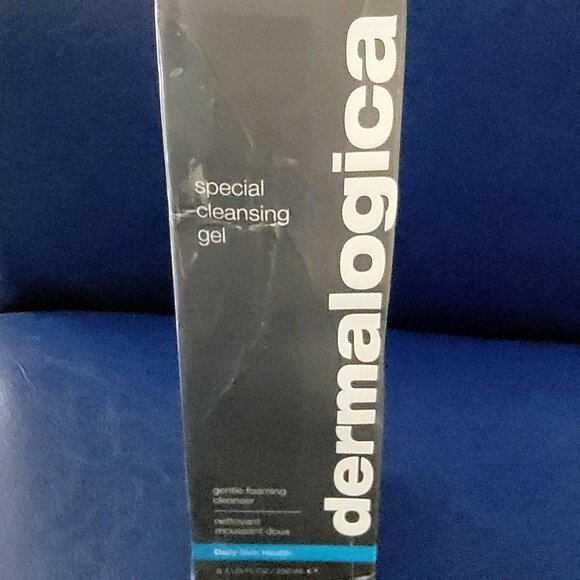 dermalogica
special
cleansing
gel
gentle foaming
cleanser
nettoyant
moussant doux
Daily Skin Health